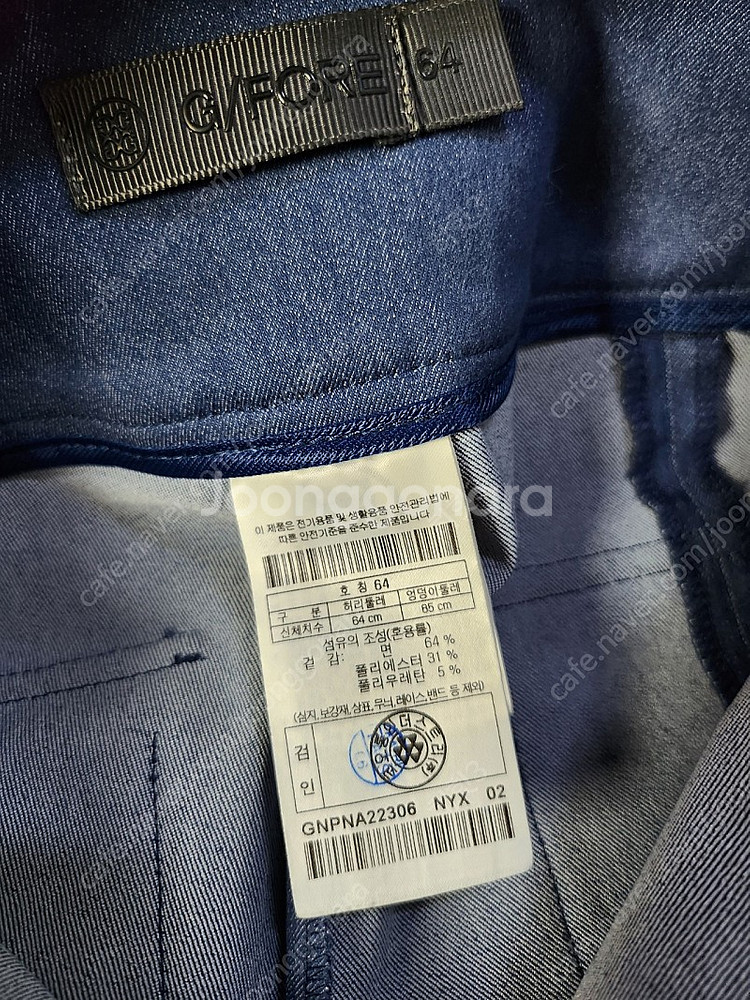 G/FORE 64
Joonggonara
이 제품은 전기용품 및 생활용품 안전관리법에
따른 안전기준을 준수한 제품입니다
호 칭 64
구 분 허리둘레 엉덩이둘레
신체치수 64 cm 85 cm
섬유의 조성(혼용률)
겉 감: 면 64 %
폴리에스터 31 %
폴리우레탄 5 %
(심지,보강재,상표,무늬,레이스,밴드 등 제외)
검
인
GNPNA22306 NYX 02